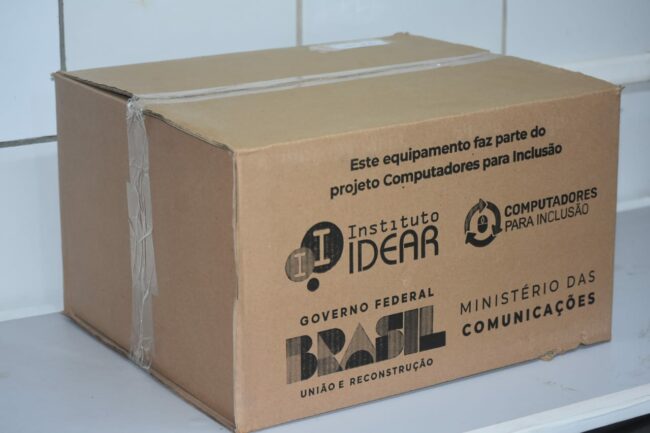 Este equipamento faz parte do
projeto Computadores para Inclusão
Instituto
IDEAR
COMPUTADORES
PARA INCLUSÃO
GOVERNO FEDERAL
BRASIL
UNIÃO E RECONSTRUÇÃO
MINISTÉRIO DAS
COMUNICAÇÕES